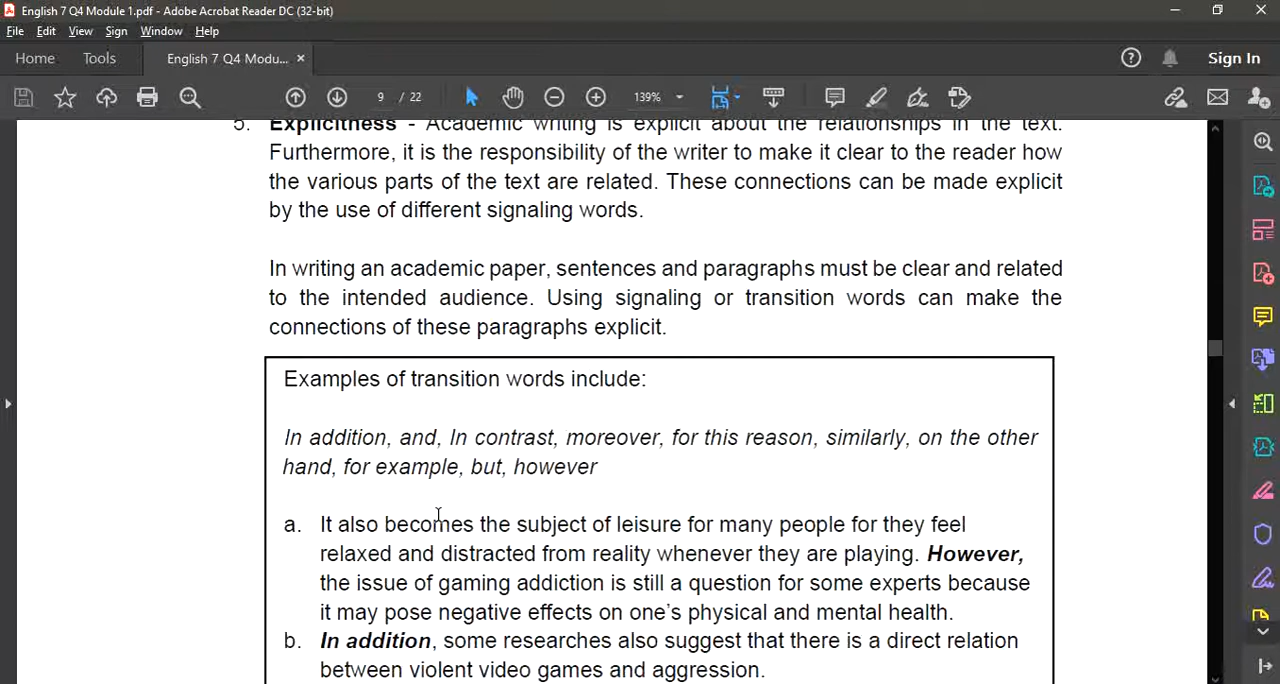 English 7 Q4 Module 1.pdf - Adobe Acrobat Reader DC (32-bit)
File Edit View Sign Window Help
Home Tools English 7 Q4 Modu... × Sign In
9 / 22 139%
5. Explicitness - Academic writing is explicit about the relationships in the text.
Furthermore, it is the responsibility of the writer to make it clear to the reader how
the various parts of the text are related. These connections can be made explicit
by the use of different signaling words.
In writing an academic paper, sentences and paragraphs must be clear and related
to the intended audience. Using signaling or transition words can make the
connections of these paragraphs explicit.
Examples of transition words include:
In addition, and, In contrast, moreover, for this reason, similarly, on the other
hand, for example, but, however
a. It also becomes the subject of leisure for many people for they feel
relaxed and distracted from reality whenever they are playing. However,
the issue of gaming addiction is still a question for some experts because
it may pose negative effects on one's physical and mental health.
b. In addition, some researches also suggest that there is a direct relation
between violent video games and aggression.